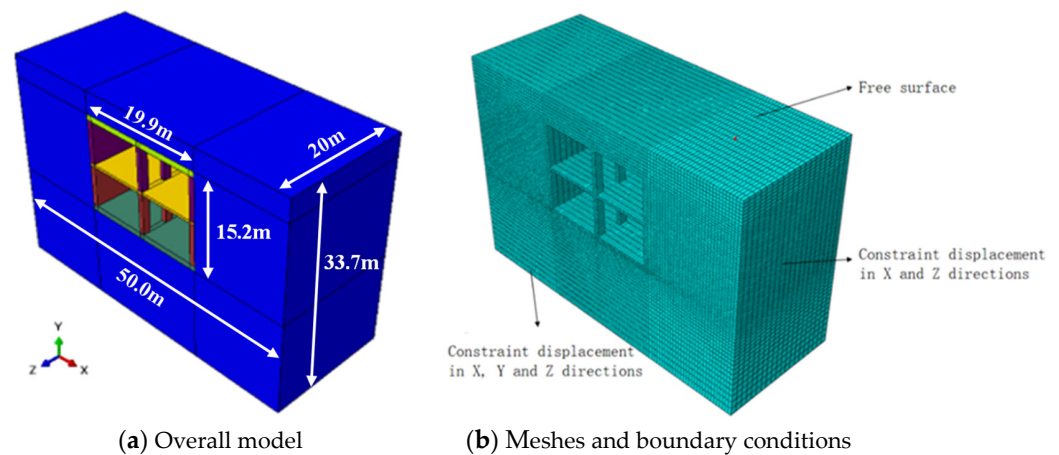 19.9m
20m
15.2m
33.7m
50.0m
Y
Z
X
Free surface
Constraint displacement
in X and Z directions
Constraint displacement
in X, Y and Z directions
(a) Overall model
(b) Meshes and boundary conditions